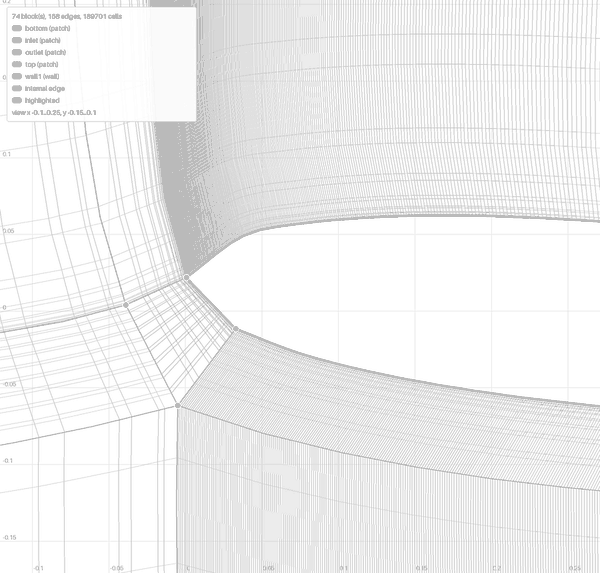 74 block(s), 158 edges, 189701 cells
bottom (patch)
inlet (patch)
outlet (patch)
top (patch)
wall1 (wall)
internal edge
highlighted
view x -0.1..0.25, y -0.15..0.1
0.2
0.1
0.05
0
-0.05
-0.1
-0.15
-0.1 -0.05 0 0.05 0.1 0.15 0.2 0.25